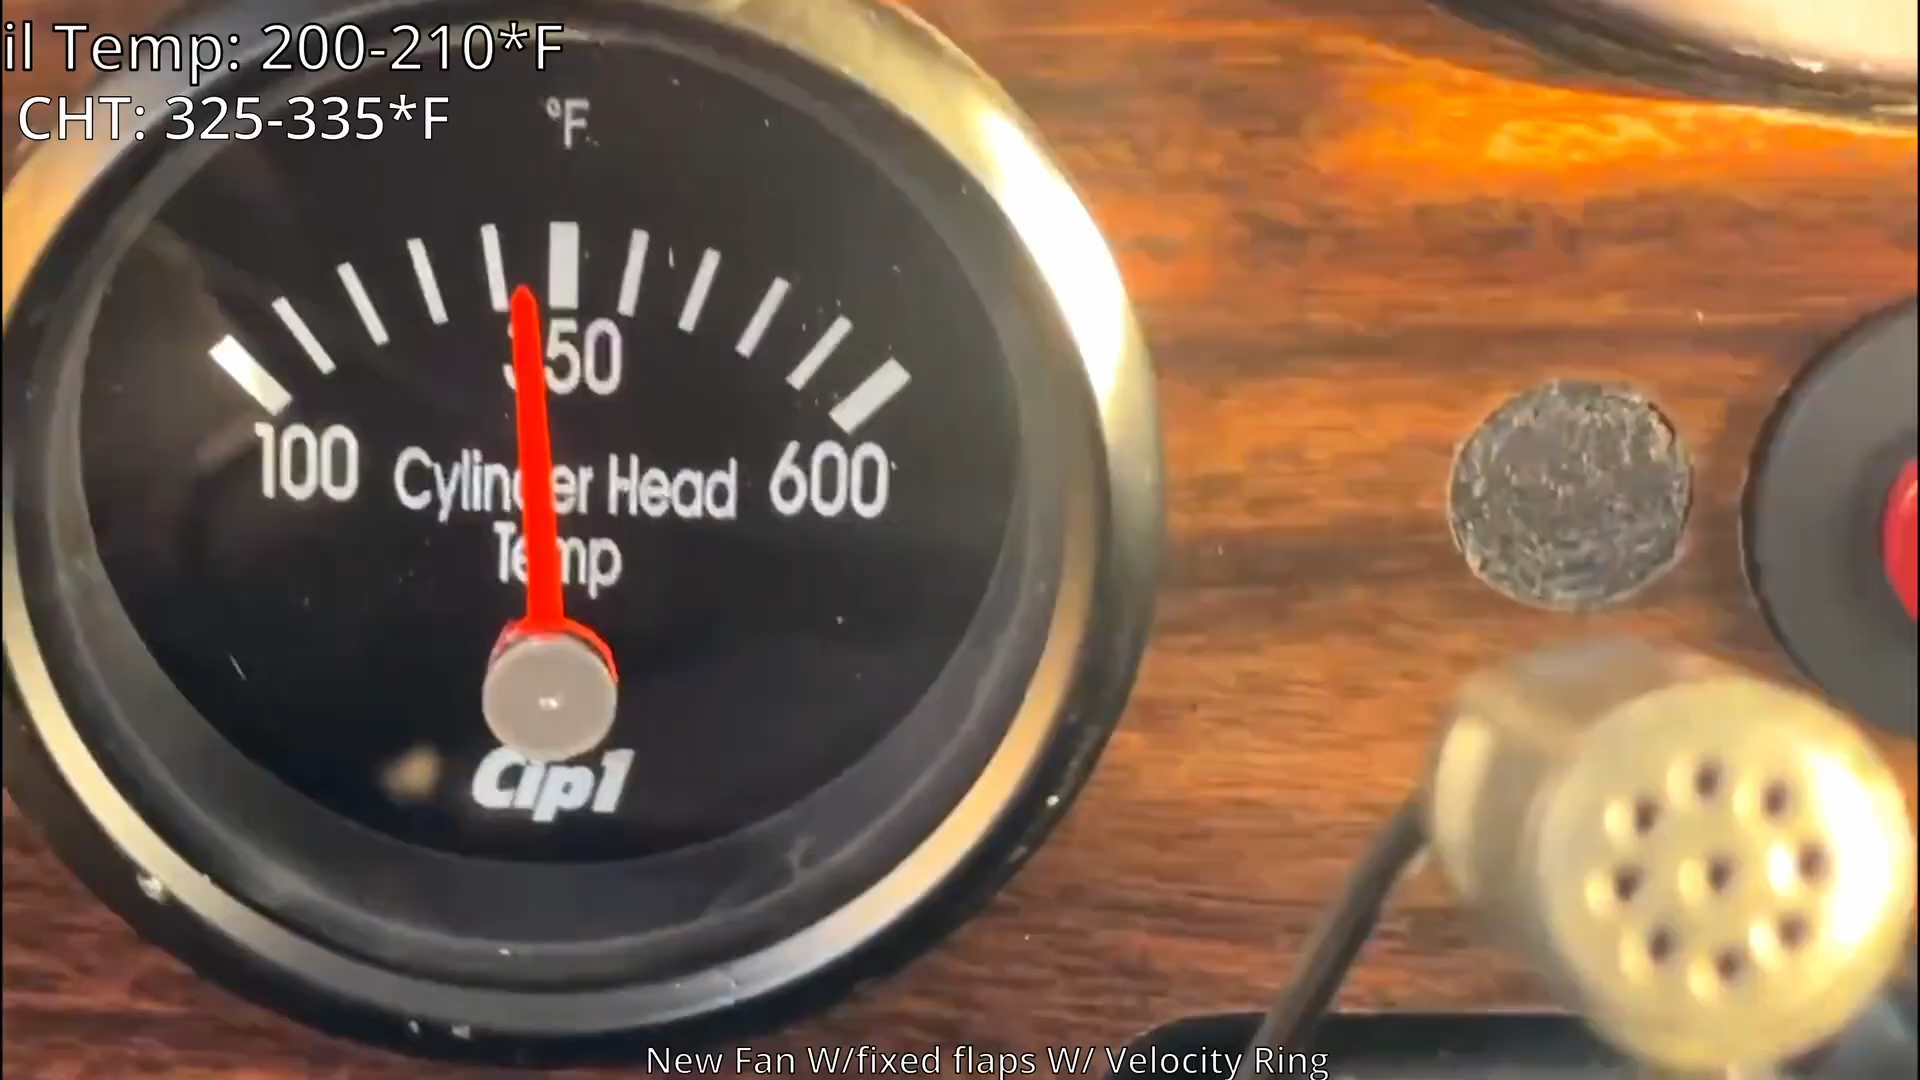 il Temp: 200-210*F
CHT: 325-335*F
°F
350
100
600
Cylinder Head
Temp
Cip1
New Fan W/fixed flaps W/ Velocity Ring